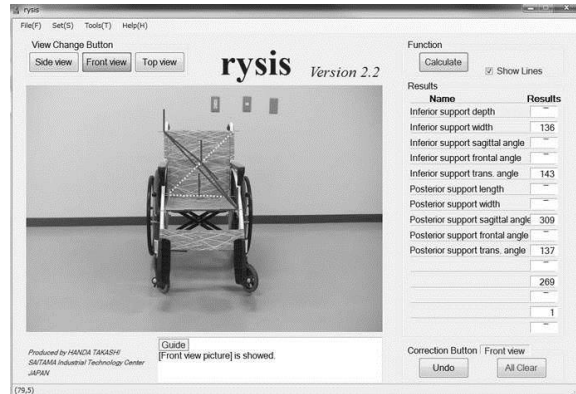 rysis
File(F) Set(S) Tools(T) Help(H)
View Change Button
Side view Front view Top view
rysis Version 2.2
Function
Calculate
Show Lines
Results
Name Results
Inferior support depth —
Inferior support width 136
Inferior support sagittal angle —
Inferior support frontal angle —
Inferior support trans. angle 143
Posterior support length —
Posterior support width —
Posterior support sagittal angle 309
Posterior support frontal angle —
Posterior support trans. angle 137
—
269
—
1
—
Guide
[Front view picture] is showed.
Produced by HANDA TAKASHI
SAITAMA Industrial Technology Center
JAPAN
Correction Button Front view
Undo All Clear
(79,5)